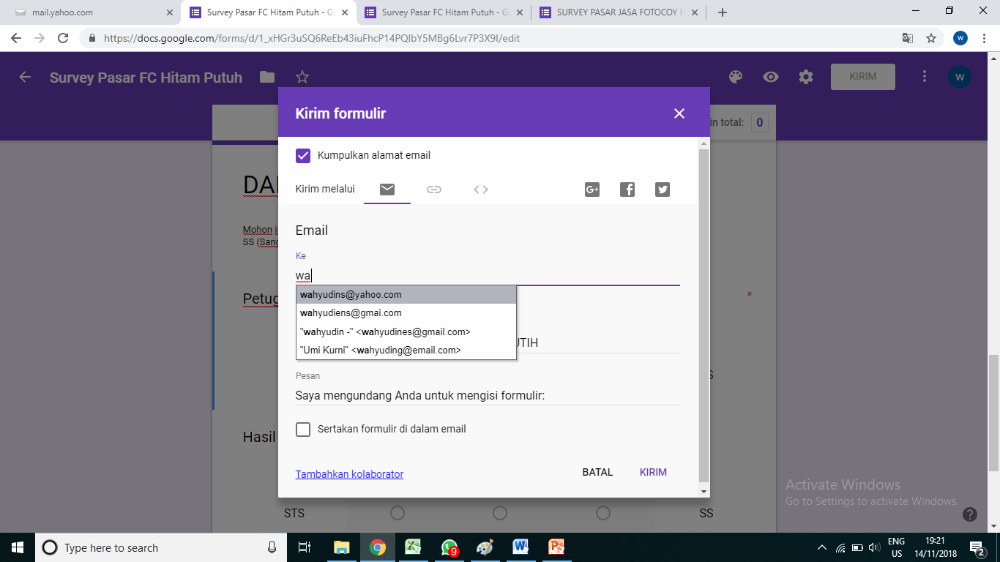 mail.yahoo.com
Survey Pasar FC Hitam Putuh - Go
Survey Pasar FC Hitam Putuh - G
SURVEY PASAR JASA FOTOCOY H
https://docs.google.com/forms/d/1_xHGr3uSQ6ReEb43iuFhcP14PQIbY5MBg6Lvr7P3X9I/edit
W
Survey Pasar FC Hitam Putuh
KIRIM
W
Kirim formulir
in total: 0
Kumpulkan alamat email
DA
Kirim melalui
G+
Mohon i
SS (Sang
Email
Ke
wa
Petug
*
wahyudins@yahoo.com
wahyudiens@gmai.com
"wahyudin -" <wahyudines@gmail.com>
"Umi Kurni" <wahyuding@email.com>
UTIH
Pesan
S
Saya mengundang Anda untuk mengisi formulir:
Sertakan formulir di dalam email
Hasil
Tambahkan kolaborator
BATAL
KIRIM
Activate Windows
Go to Settings to activate Windows.
STS
SS
Type here to search
9
ENG
US
19:21
14/11/2018
2